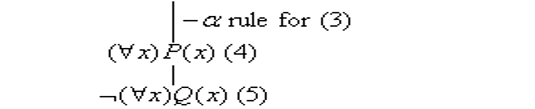 – α rule for (3)
(∀x)P(x) (4)
¬(∀x)Q(x) (5)